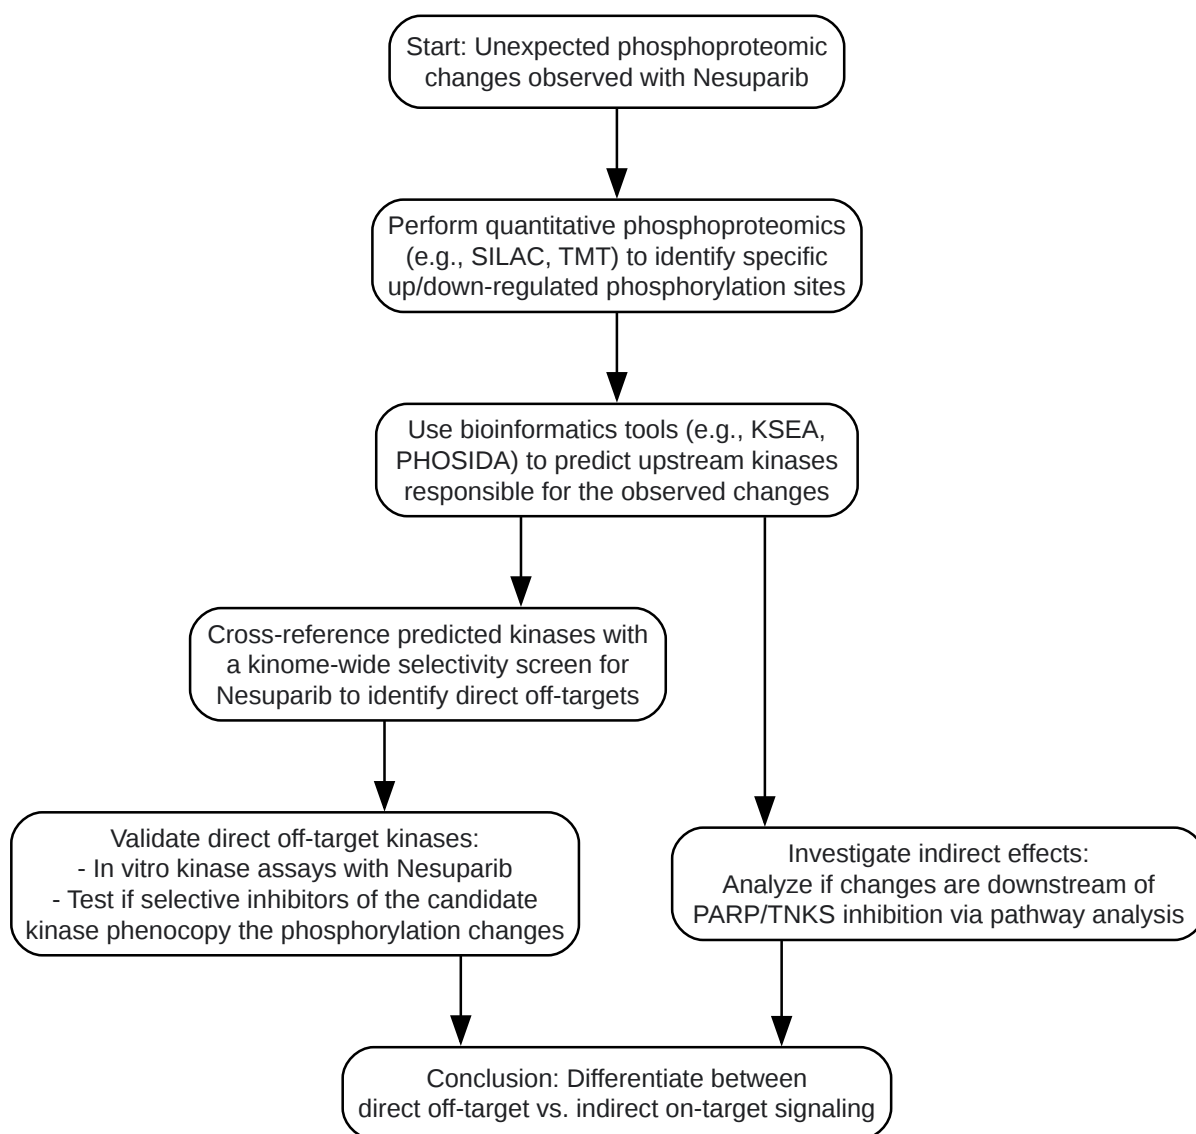 Start: Unexpected phosphoproteomic
changes observed with Nesuparib
Perform quantitative phosphoproteomics
(e.g., SILAC, TMT) to identify specific
up/down-regulated phosphorylation sites
Use bioinformatics tools (e.g., KSEA,
PHOSIDA) to predict upstream kinases
responsible for the observed changes
Cross-reference predicted kinases with
a kinome-wide selectivity screen for
Nesuparib to identify direct off-targets
Validate direct off-target kinases:
- In vitro kinase assays with Nesuparib
- Test if selective inhibitors of the candidate
kinase phenocopy the phosphorylation changes
Investigate indirect effects:
Analyze if changes are downstream of
PARP/TNKS inhibition via pathway analysis
Conclusion: Differentiate between
direct off-target vs. indirect on-target signaling